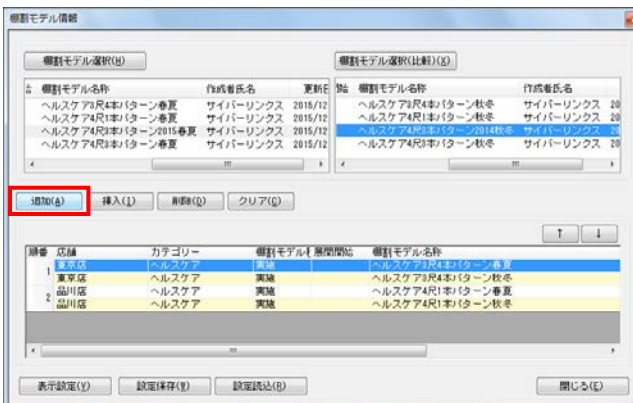 棚割モデル情報
棚割モデル選択(H) 棚割モデル選択(比較)(X)
棚割モデル名称 作成者氏名 更新日
ヘルスケア3尺4本パターン春夏 サイバーリンクス 2015/12
ヘルスケア4尺1本パターン春夏 サイバーリンクス 2015/12
ヘルスケア4尺3本パターン2015春夏 サイバーリンクス 2015/12
ヘルスケア4尺3本パターン春夏 サイバーリンクス 2015/12
始 棚割モデル名称 作成者氏名
ヘルスケア3尺4本パターン秋冬 サイバーリンクス 20
ヘルスケア4尺1本パターン秋冬 サイバーリンクス 20
ヘルスケア4尺3本パターン2014秋冬 サイバーリンクス 20
ヘルスケア4尺3本パターン秋冬 サイバーリンクス 20
追加(A) 挿入(I) 削除(D) クリア(C)
↑ ↓
順番 店舗 カテゴリー 棚割モデル 展開開始 棚割モデル名称
1 東京店 ヘルスケア 実施 ヘルスケア3尺4本パターン春夏
東京店 ヘルスケア 実施 ヘルスケア3尺4本パターン秋冬
2 品川店 ヘルスケア 実施 ヘルスケア4尺1本パターン春夏
品川店 ヘルスケア 実施 ヘルスケア4尺1本パターン秋冬
表示設定(Y) 設定保存(T) 設定読込(R) 閉じる(E)